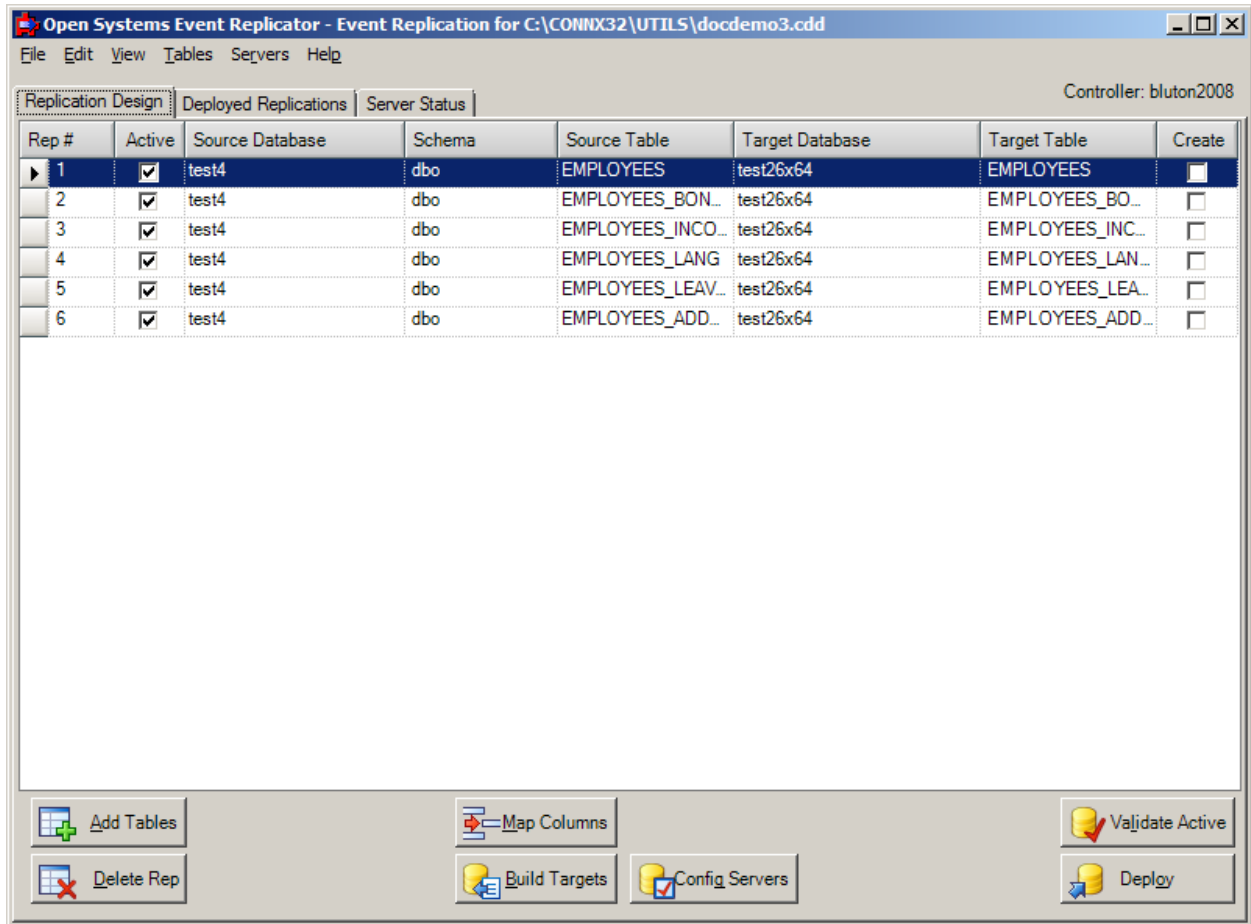 Open Systems Event Replicator - Event Replication for C:\CONNX32\UTILS\docdemo3.cdd
File Edit View Tables Servers Help
Controller: bluton2008
Replication Design Deployed Replications Server Status
Rep # Active Source Database Schema Source Table Target Database Target Table Create
1 test4 dbo EMPLOYEES test26x64 EMPLOYEES
2 test4 dbo EMPLOYEES_BON... test26x64 EMPLOYEES_BO...
3 test4 dbo EMPLOYEES_INCO... test26x64 EMPLOYEES_INC...
4 test4 dbo EMPLOYEES_LANG test26x64 EMPLOYEES_LAN...
5 test4 dbo EMPLOYEES_LEAV... test26x64 EMPLOYEES_LEA...
6 test4 dbo EMPLOYEES_ADD... test26x64 EMPLOYEES_ADD...
Add Tables Map Columns Validate Active
Delete Rep Build Targets Config Servers Deploy